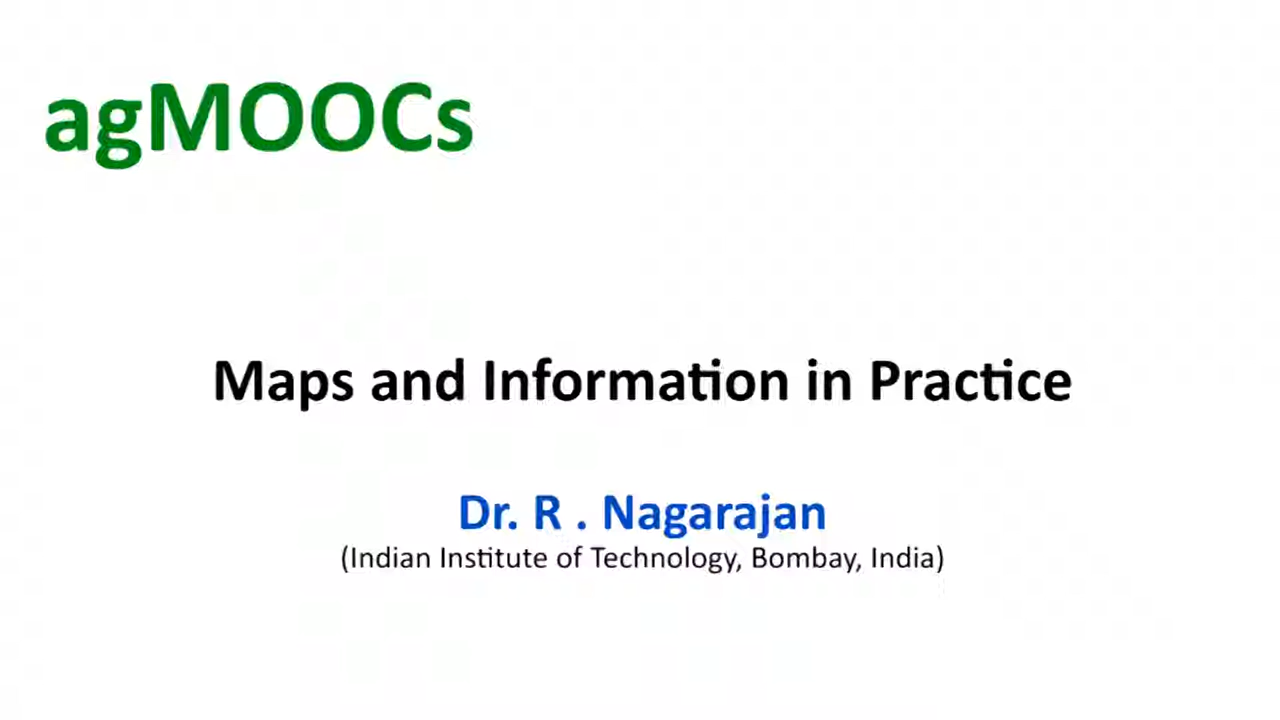 agMOOCs
Maps and Information in Practice
Dr. R . Nagarajan
(Indian Institute of Technology, Bombay, India)